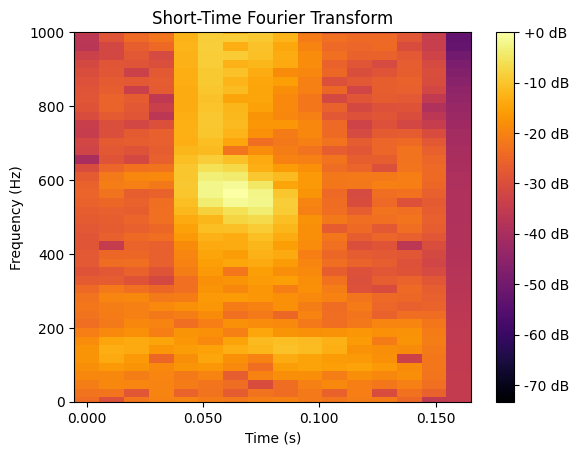 Short-Time Fourier Transform
1000
800
600
400
200
0
Frequency (Hz)
0.000
0.050
0.100
0.150
Time (s)
+0 dB
-10 dB
-20 dB
-30 dB
-40 dB
-50 dB
-60 dB
-70 dB